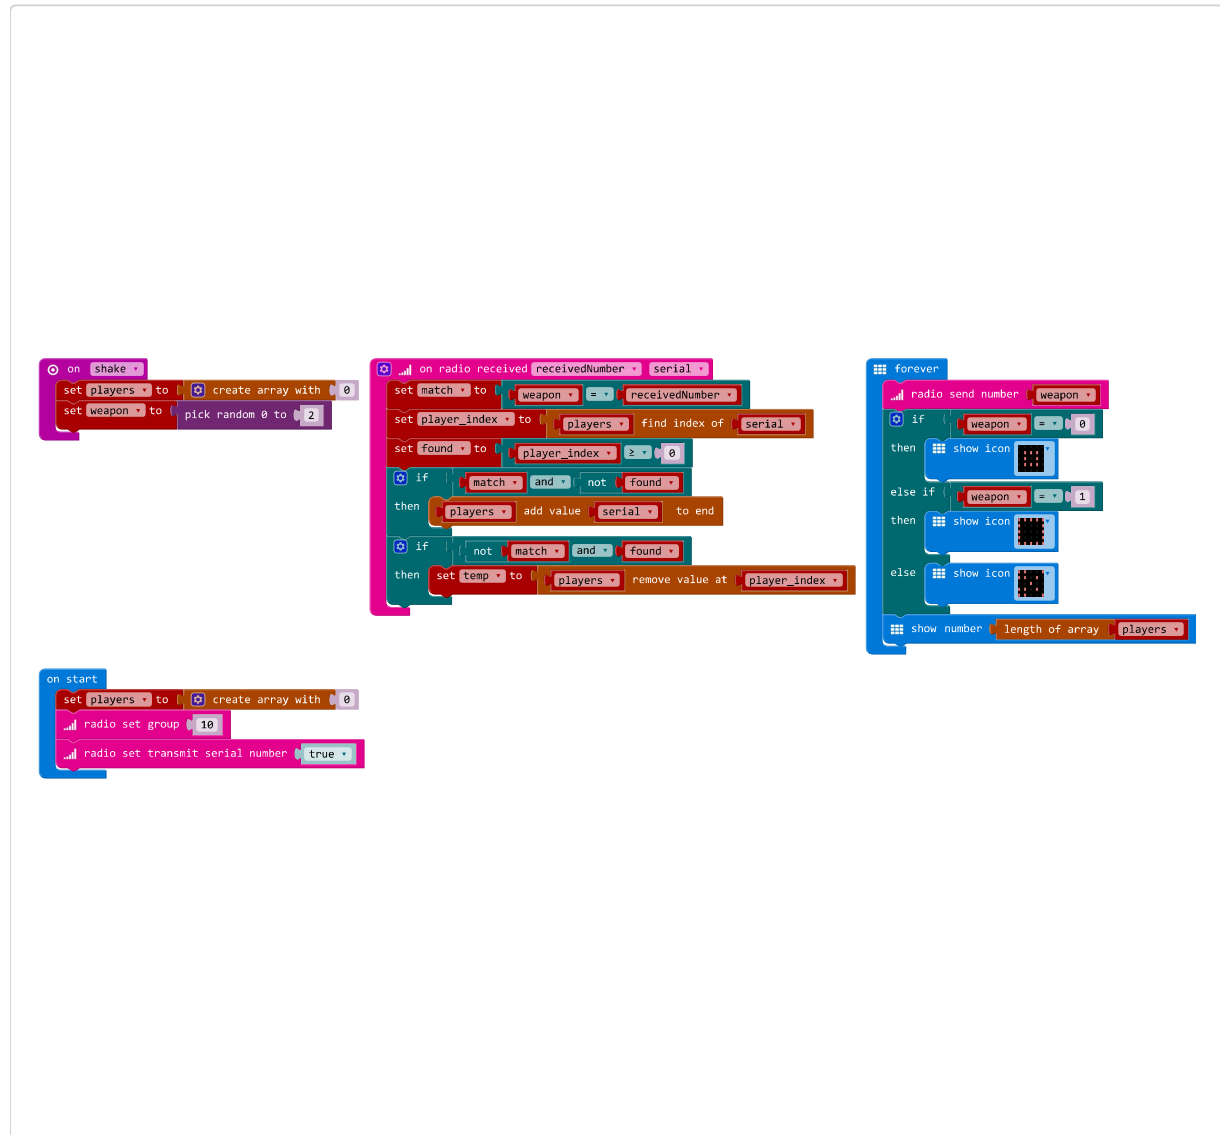 on shake
set players to create array with 0
set weapon to pick random 0 to 2
on radio received receivedNumber serial
set match to weapon = receivedNumber
set player_index to players find index of serial
set found to player_index ≥ 0
if match and not found
then players add value serial to end
if not match and found
then set temp to players remove value at player_index
forever
radio send number weapon
if weapon = 0
then show icon
else if weapon = 1
then show icon
else show icon
show number length of array players
on start
set players to create array with 0
radio set group 10
radio set transmit serial number true